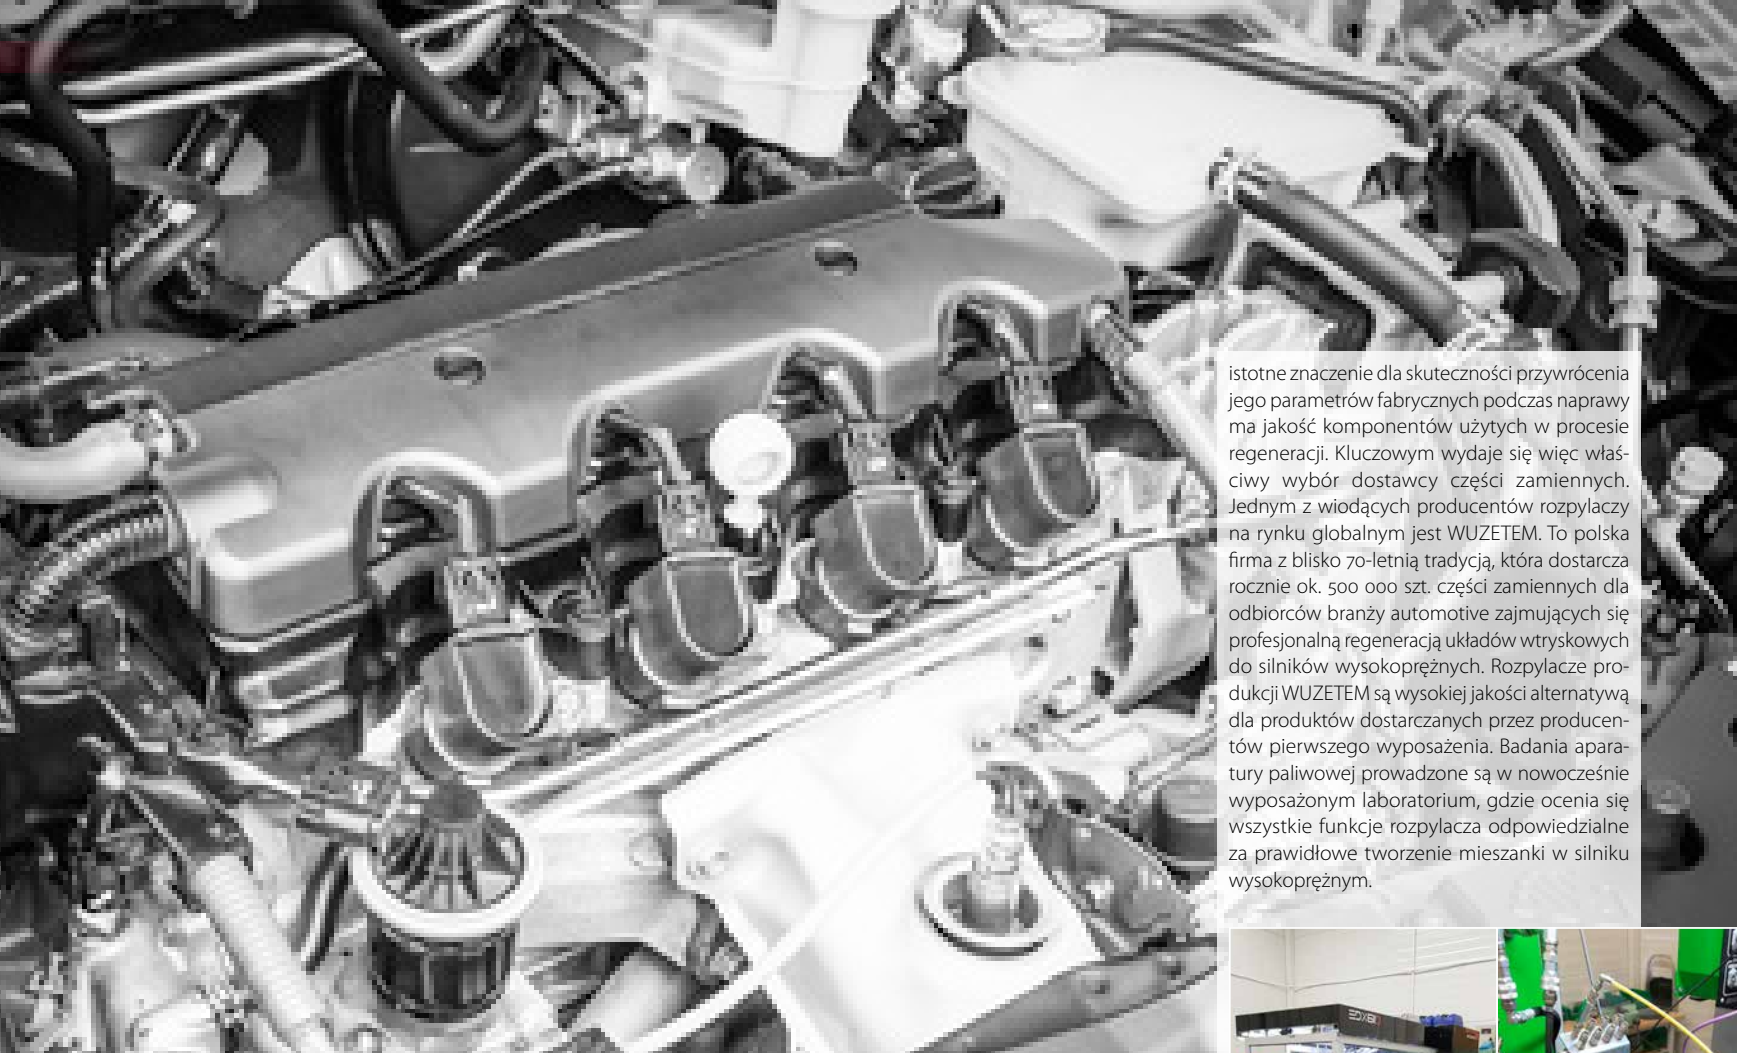 istotne znaczenie dla skuteczności przywrócenia
jego parametrów fabrycznych podczas naprawy
ma jakość komponentów użytych w procesie
regeneracji. Kluczowym wydaje się więc właś-
ciwy wybór dostawcy części zamiennych.
Jednym z wiodących producentów rozpylaczy
na rynku globalnym jest WUZETEM. To polska
firma z blisko 70-letnią tradycją, która dostarcza
rocznie ok. 500 000 szt. części zamiennych dla
odbiorców branży automotive zajmujących się
profesjonalną regeneracją układów wtryskowych
do silników wysokoprężnych. Rozpylacze pro-
dukcji WUZETEM są wysokiej jakości alternatywą
dla produktów dostarczanych przez producen-
tów pierwszego wyposażenia. Badania apara-
tury paliwowej prowadzone są w nowocześnie
wyposażonym laboratorium, gdzie ocenia się
wszystkie funkcje rozpylacza odpowiedzialne
za prawidłowe tworzenie mieszanki w silniku
wysokoprężnym.